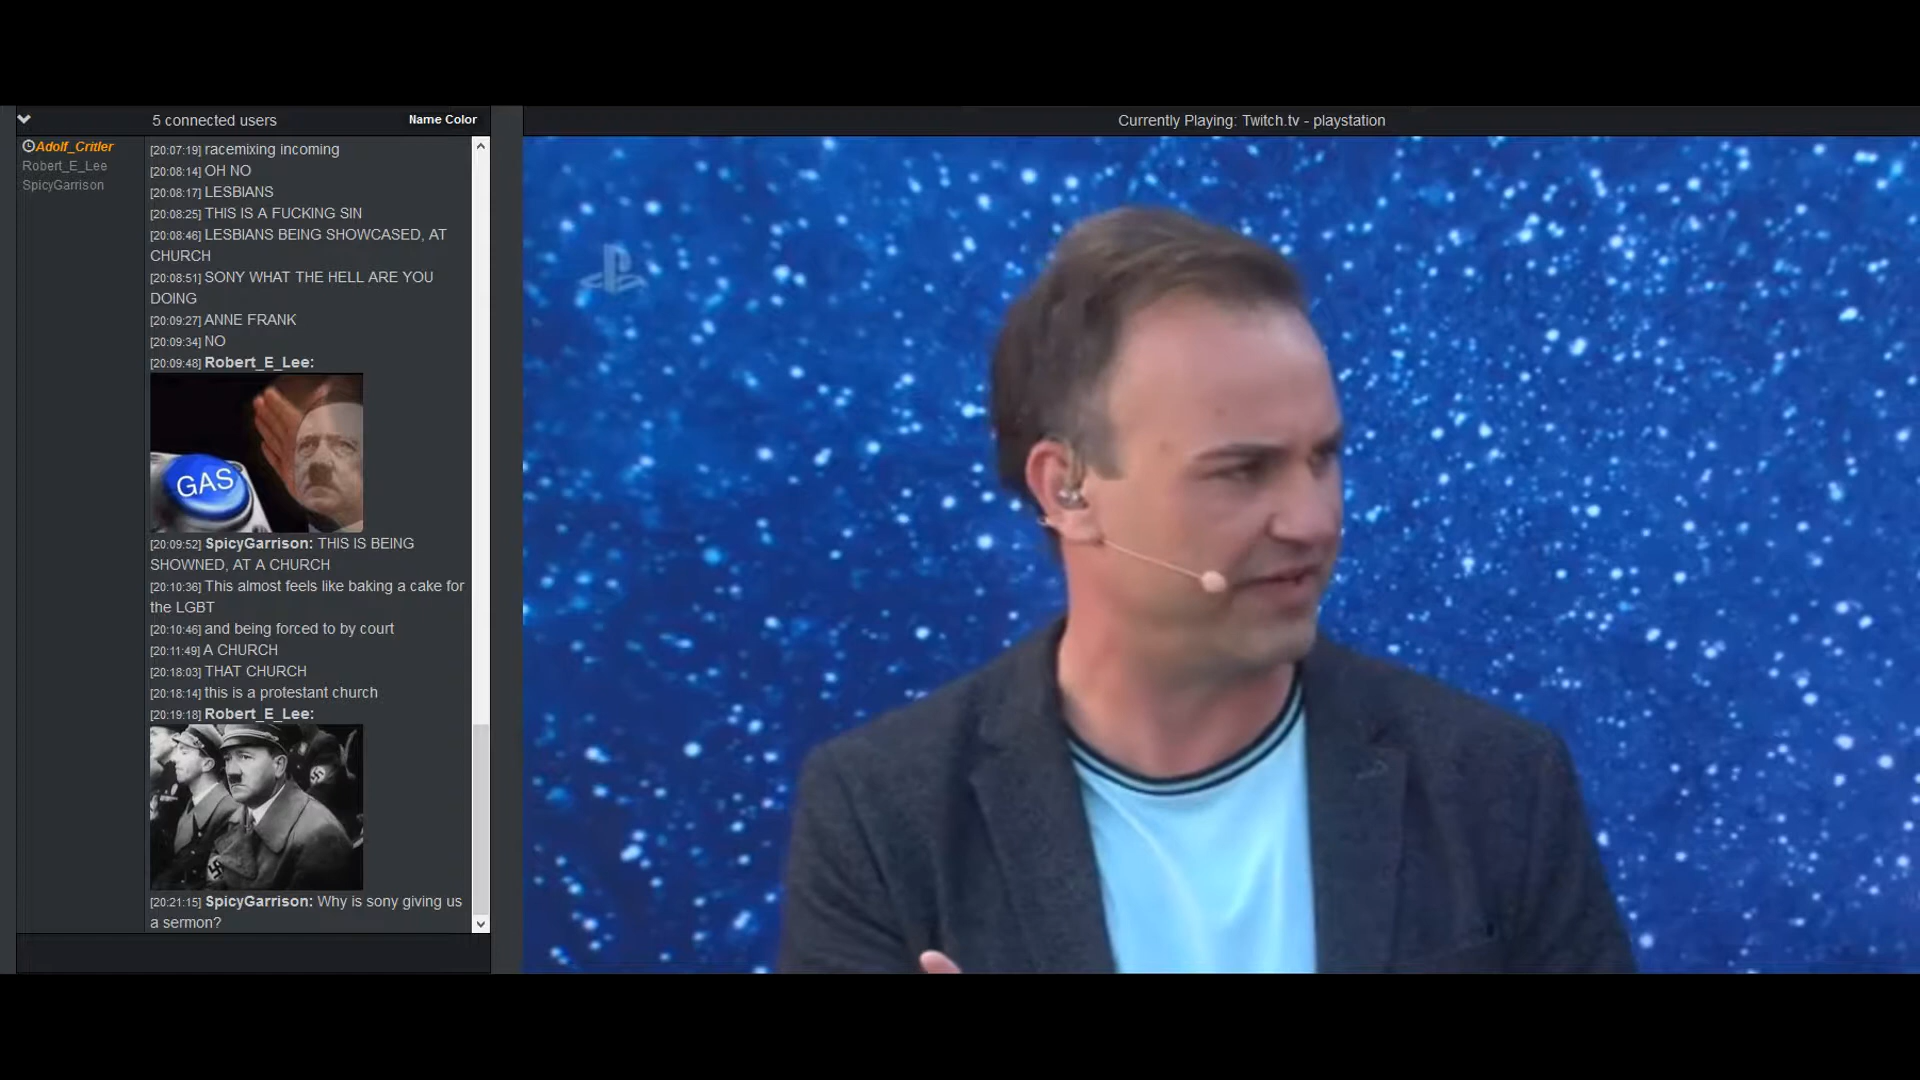 5 connected users
Name Color
Currently Playing: Twitch.tv - playstation
Adolf_Critler
Robert_E_Lee
SpicyGarrison
[20:07:19] racemixing incoming
[20:08:14] OH NO
[20:08:17] LESBIANS
[20:08:25] THIS IS A FUCKING SIN
[20:08:46] LESBIANS BEING SHOWCASED, AT
CHURCH
[20:08:51] SONY WHAT THE HELL ARE YOU
DOING
[20:09:27] ANNE FRANK
[20:09:34] NO
[20:09:48] Robert_E_Lee:
GAS
[20:09:52] SpicyGarrison: THIS IS BEING
SHOWNED, AT A CHURCH
[20:10:36] This almost feels like baking a cake for
the LGBT
[20:10:46] and being forced to by court
[20:11:49] A CHURCH
[20:18:03] THAT CHURCH
[20:18:14] this is a protestant church
[20:19:18] Robert_E_Lee:
[20:21:15] SpicyGarrison: Why is sony giving us
a sermon?